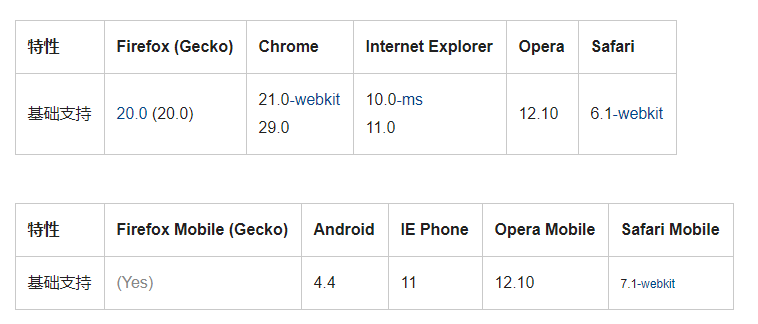 特性 Firefox (Gecko) Chrome Internet Explorer Opera Safari
基础支持 20.0 (20.0) 21.0-webkit 10.0-ms 12.10 6.1-webkit
29.0 11.0
特性 Firefox Mobile (Gecko) Android IE Phone Opera Mobile Safari Mobile
基础支持 (Yes) 4.4 11 12.10 7.1-webkit